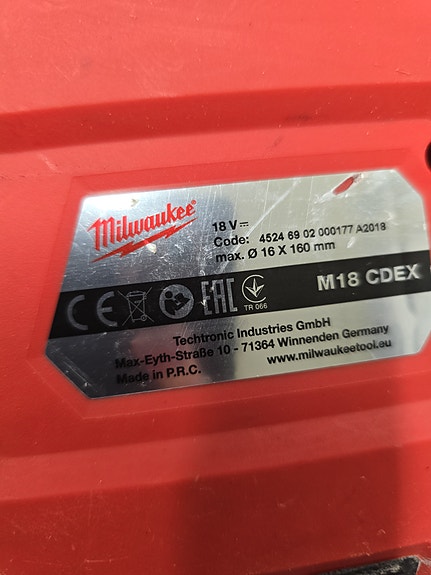 Milwaukee
18 V
Code: 4524 69 02 000177 A2018
max. Ø 16 X 160 mm
CE EAC
TR 066
M18 CDEX
Techtronic Industries GmbH
Max-Eyth-Straße 10 - 71364 Winnenden Germany
www.milwaukeetool.eu
Made in P.R.C.